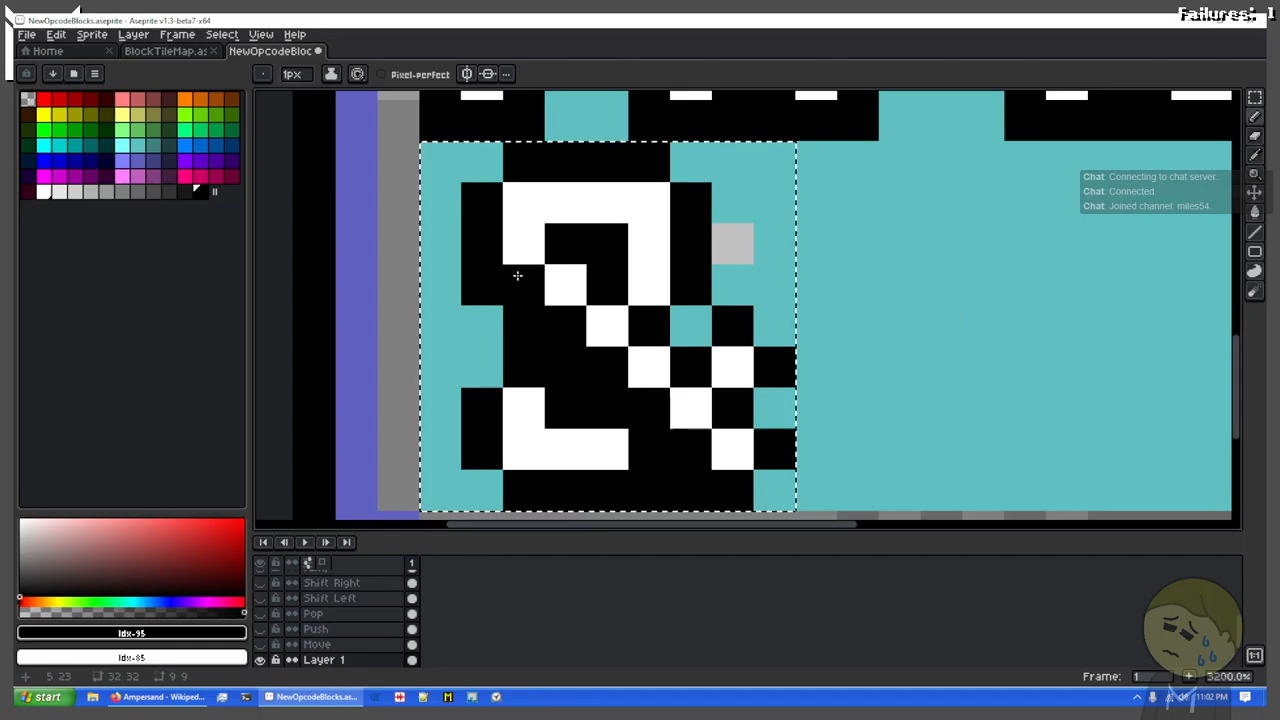 Failures: 1
NewOpcodeBlocks.aseprite - Aseprite v1.3-beta7-x64
File Edit Sprite Layer Frame Select View Help
Home BlockTileMap.as NewOpcodeBloc
1px Pixel-perfect
Chat: Connecting to chat server..
Chat: Connected.
Chat: Joined channel: miles54.
1
Shift Right
Shift Left
Pop
Push
Move
Idx-95
Idx-85
Layer 1
1:1
5 23 32 32 9 9
Frame: 1 3200.0%
start Ampersand - Wikiped... NewOpcodeBlocks.as... 11:02 PM